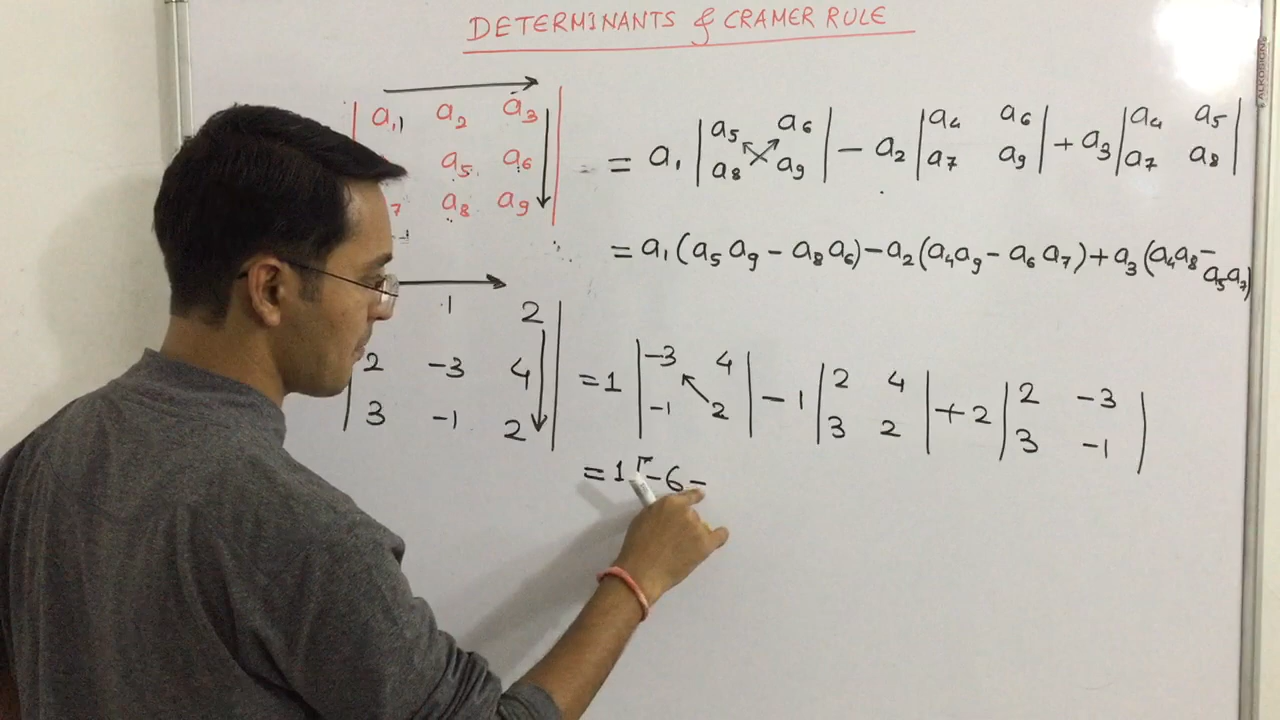 DETERMINANTS & CRAMER RULE
a₁ a₂ a₃
a₅ a₆ = a₁ | a₅ a₆ | - a₂ | a₄ a₆ | + a₃ | a₄ a₅ |
7 a₈ a₉ | a₈ a₉ | | a₇ a₉ | | a₇ a₈ |
= a₁(a₅a₉ - a₈a₆) - a₂(a₄a₉ - a₆a₇) + a₃(a₄a₈ - a₅a₇)
1 2
2 -3 4 = 1 | -3 4 | - 1 | 2 4 | + 2 | 2 -3 |
3 -1 2 | -1 2 | | 3 2 | | 3 -1 |
= 1[-6-
ALKOSIGN